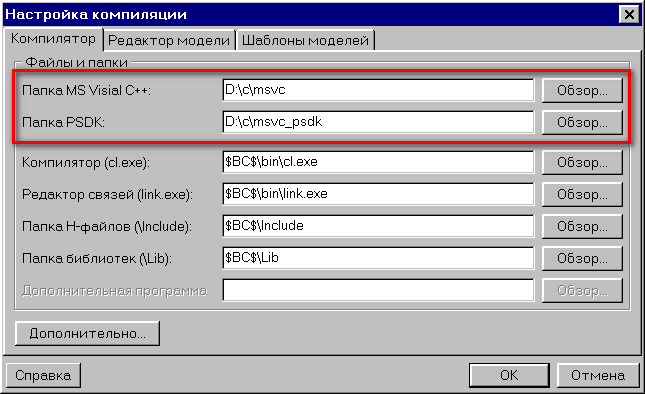 Настройка компиляции
Компилятор Редактор модели Шаблоны моделей
Файлы и папки
Папка MS Visial C++: D:\c\msvc Обзор...
Папка PSDK: D:\c\msvc_psdk Обзор...
Компилятор (cl.exe): $BC$\bin\cl.exe Обзор...
Редактор связей (link.exe): $BC$\bin\link.exe Обзор...
Папка H-файлов (\Include): $BC$\Include Обзор...
Папка библиотек (\Lib): $BC$\Lib Обзор...
Дополнительная программа Обзор...
Дополнительно...
Справка OK Отмена